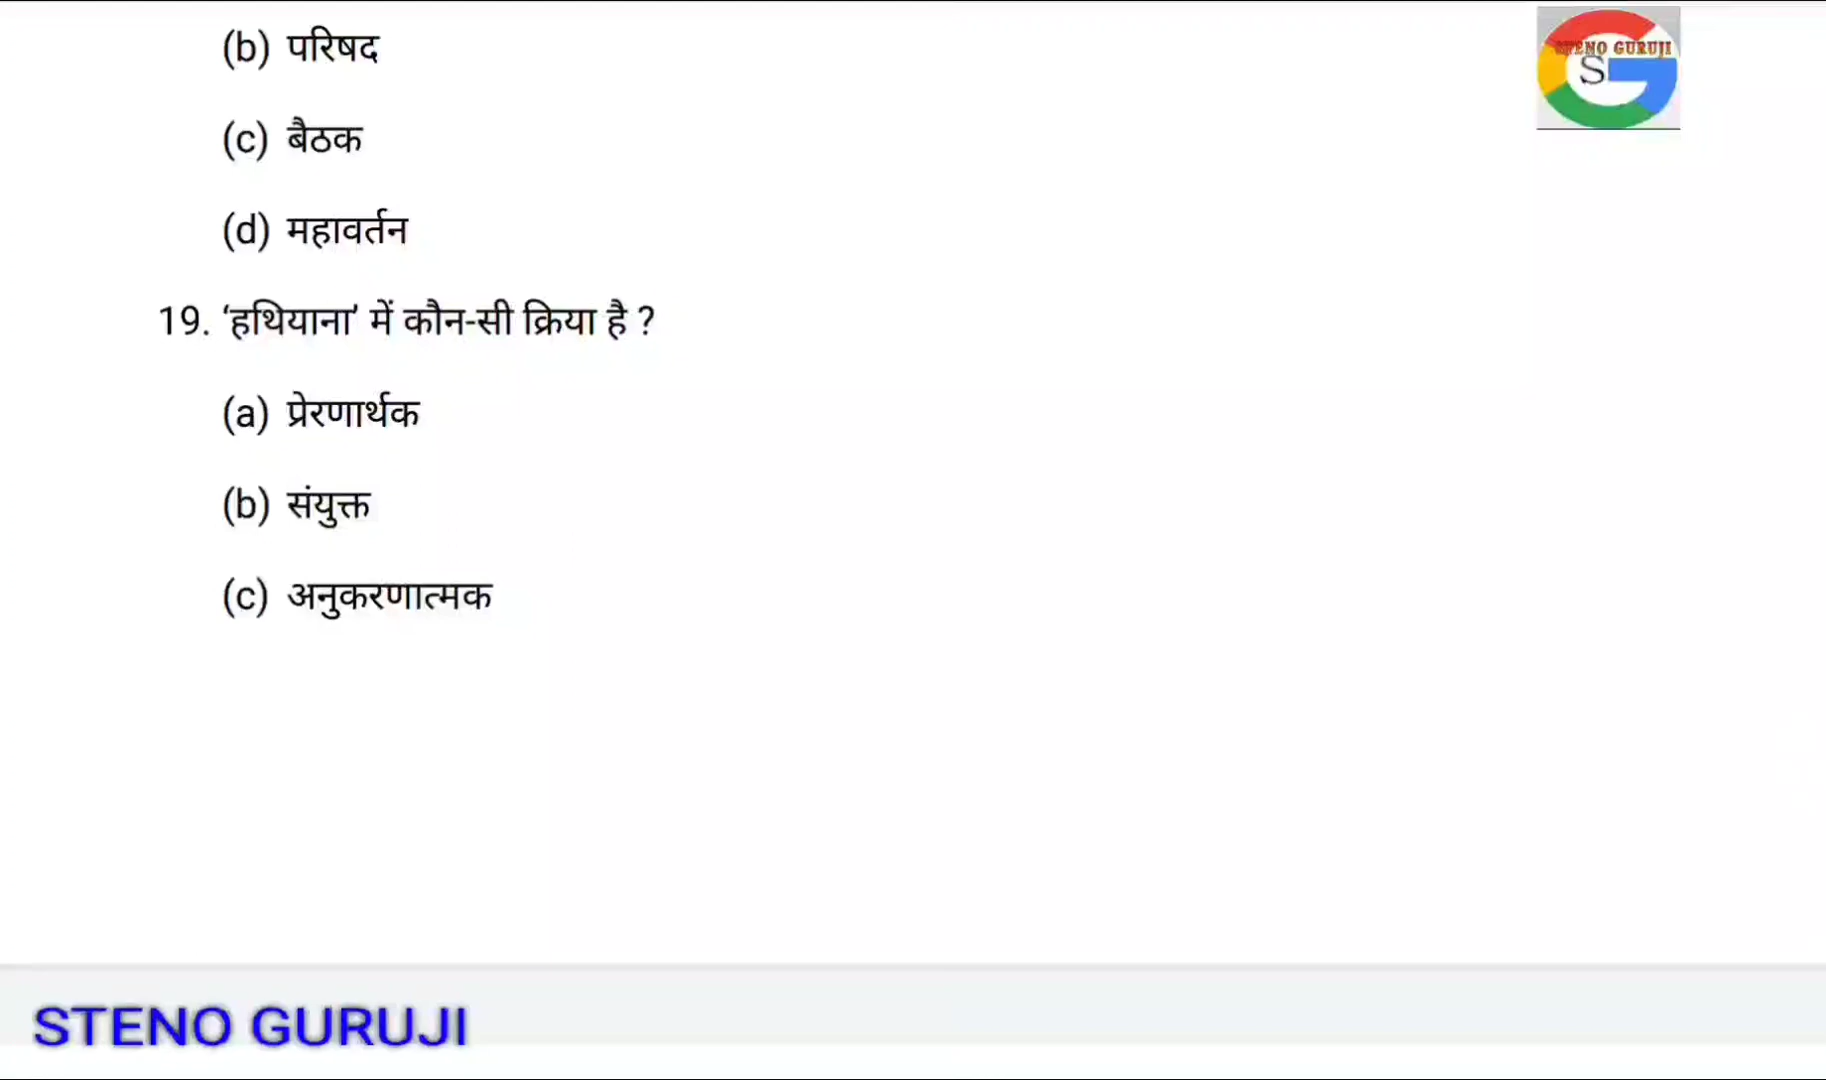 (b) परिषद
STENO GURUJI
S
(c) बैठक
(d) महावर्तन
19. ‘हथियाना’ में कौन-सी क्रिया है ?
(a) प्रेरणार्थक
(b) संयुक्त
(c) अनुकरणात्मक
STENO GURUJI